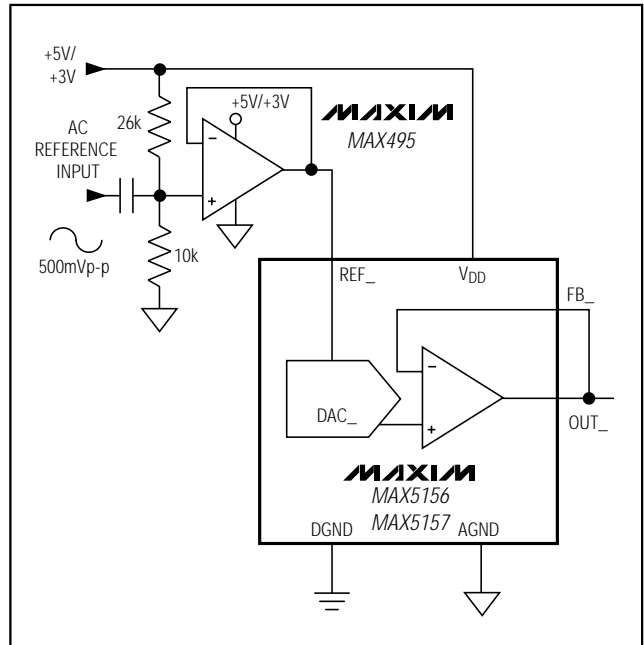 +5V/
+3V
AC
REFERENCE
INPUT
500mVp-p
26k
10k
+5V/+3V
−
+
MAXIM
MAX495
REF_
VDD
FB_
DAC_
−
+
OUT_
MAXIM
MAX5156
MAX5157
DGND
AGND